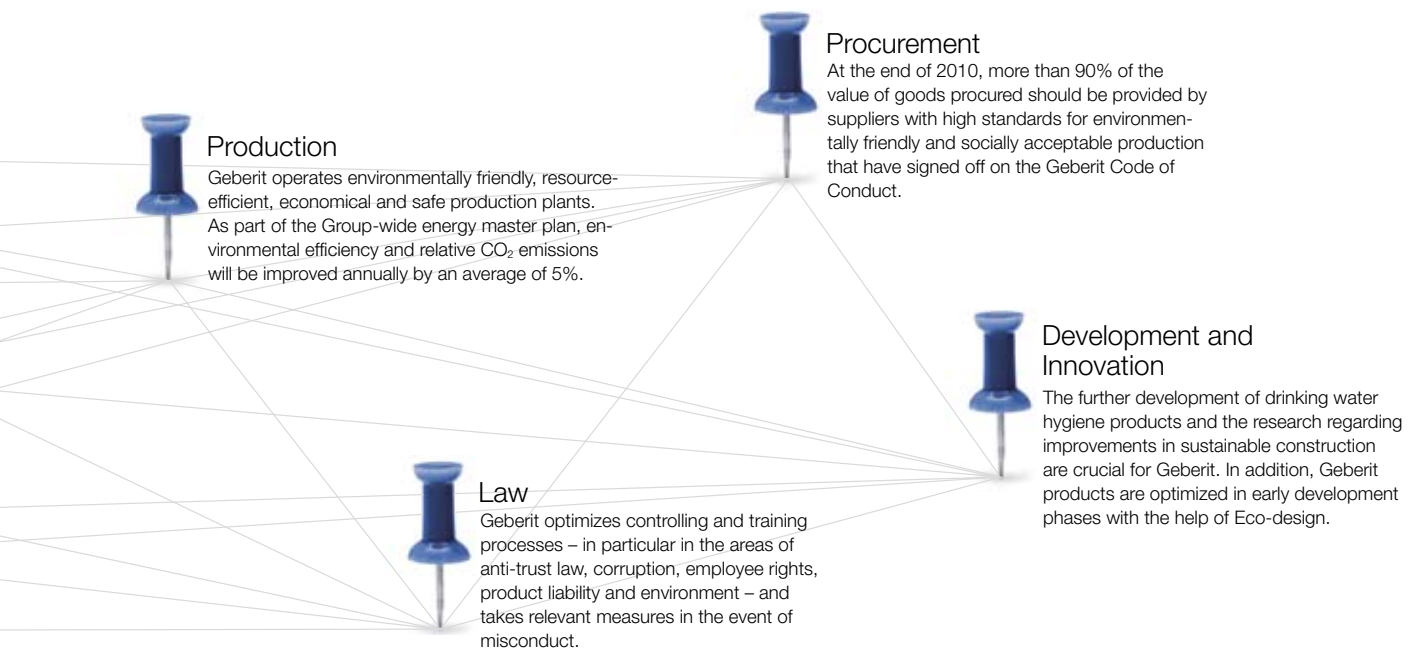 Procurement
At the end of 2010, more than 90% of the
value of goods procured should be provided by
suppliers with high standards for environmen-
tally friendly and socially acceptable production
that have signed off on the Geberit Code of
Conduct.
Production
Geberit operates environmentally friendly, resource-
efficient, economical and safe production plants.
As part of the Group-wide energy master plan, en-
vironmental efficiency and relative CO₂ emissions
will be improved annually by an average of 5%.
Development and
Innovation
The further development of drinking water
hygiene products and the research regarding
improvements in sustainable construction
are crucial for Geberit. In addition, Geberit
products are optimized in early development
phases with the help of Eco-design.
Law
Geberit optimizes controlling and training
processes – in particular in the areas of
anti-trust law, corruption, employee rights,
product liability and environment – and
takes relevant measures in the event of
misconduct.